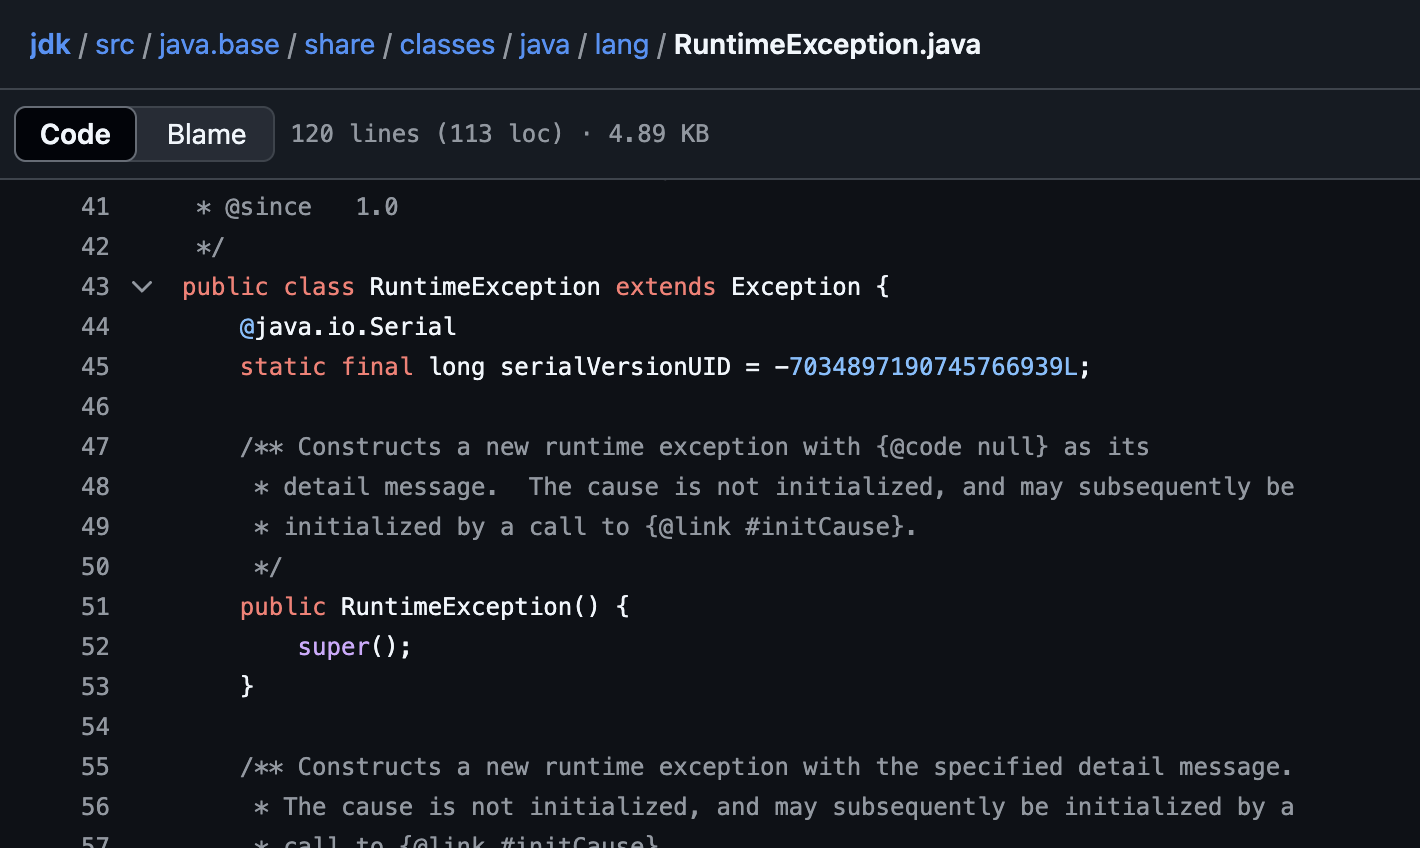 jdk / src / java.base / share / classes / java / lang / RuntimeException.java
Code Blame 120 lines (113 loc) · 4.89 KB
41 * @since   1.0
42 */
43 public class RuntimeException extends Exception {
44 @java.io.Serial
45 static final long serialVersionUID = -7034897190745766939L;
46
47 /** Constructs a new runtime exception with {@code null} as its
48 * detail message.  The cause is not initialized, and may subsequently be
49 * initialized by a call to {@link #initCause}.
50 */
51 public RuntimeException() {
52 super();
53 }
54
55 /** Constructs a new runtime exception with the specified detail message.
56 * The cause is not initialized, and may subsequently be initialized by a
57 * call to {@link #initCause}